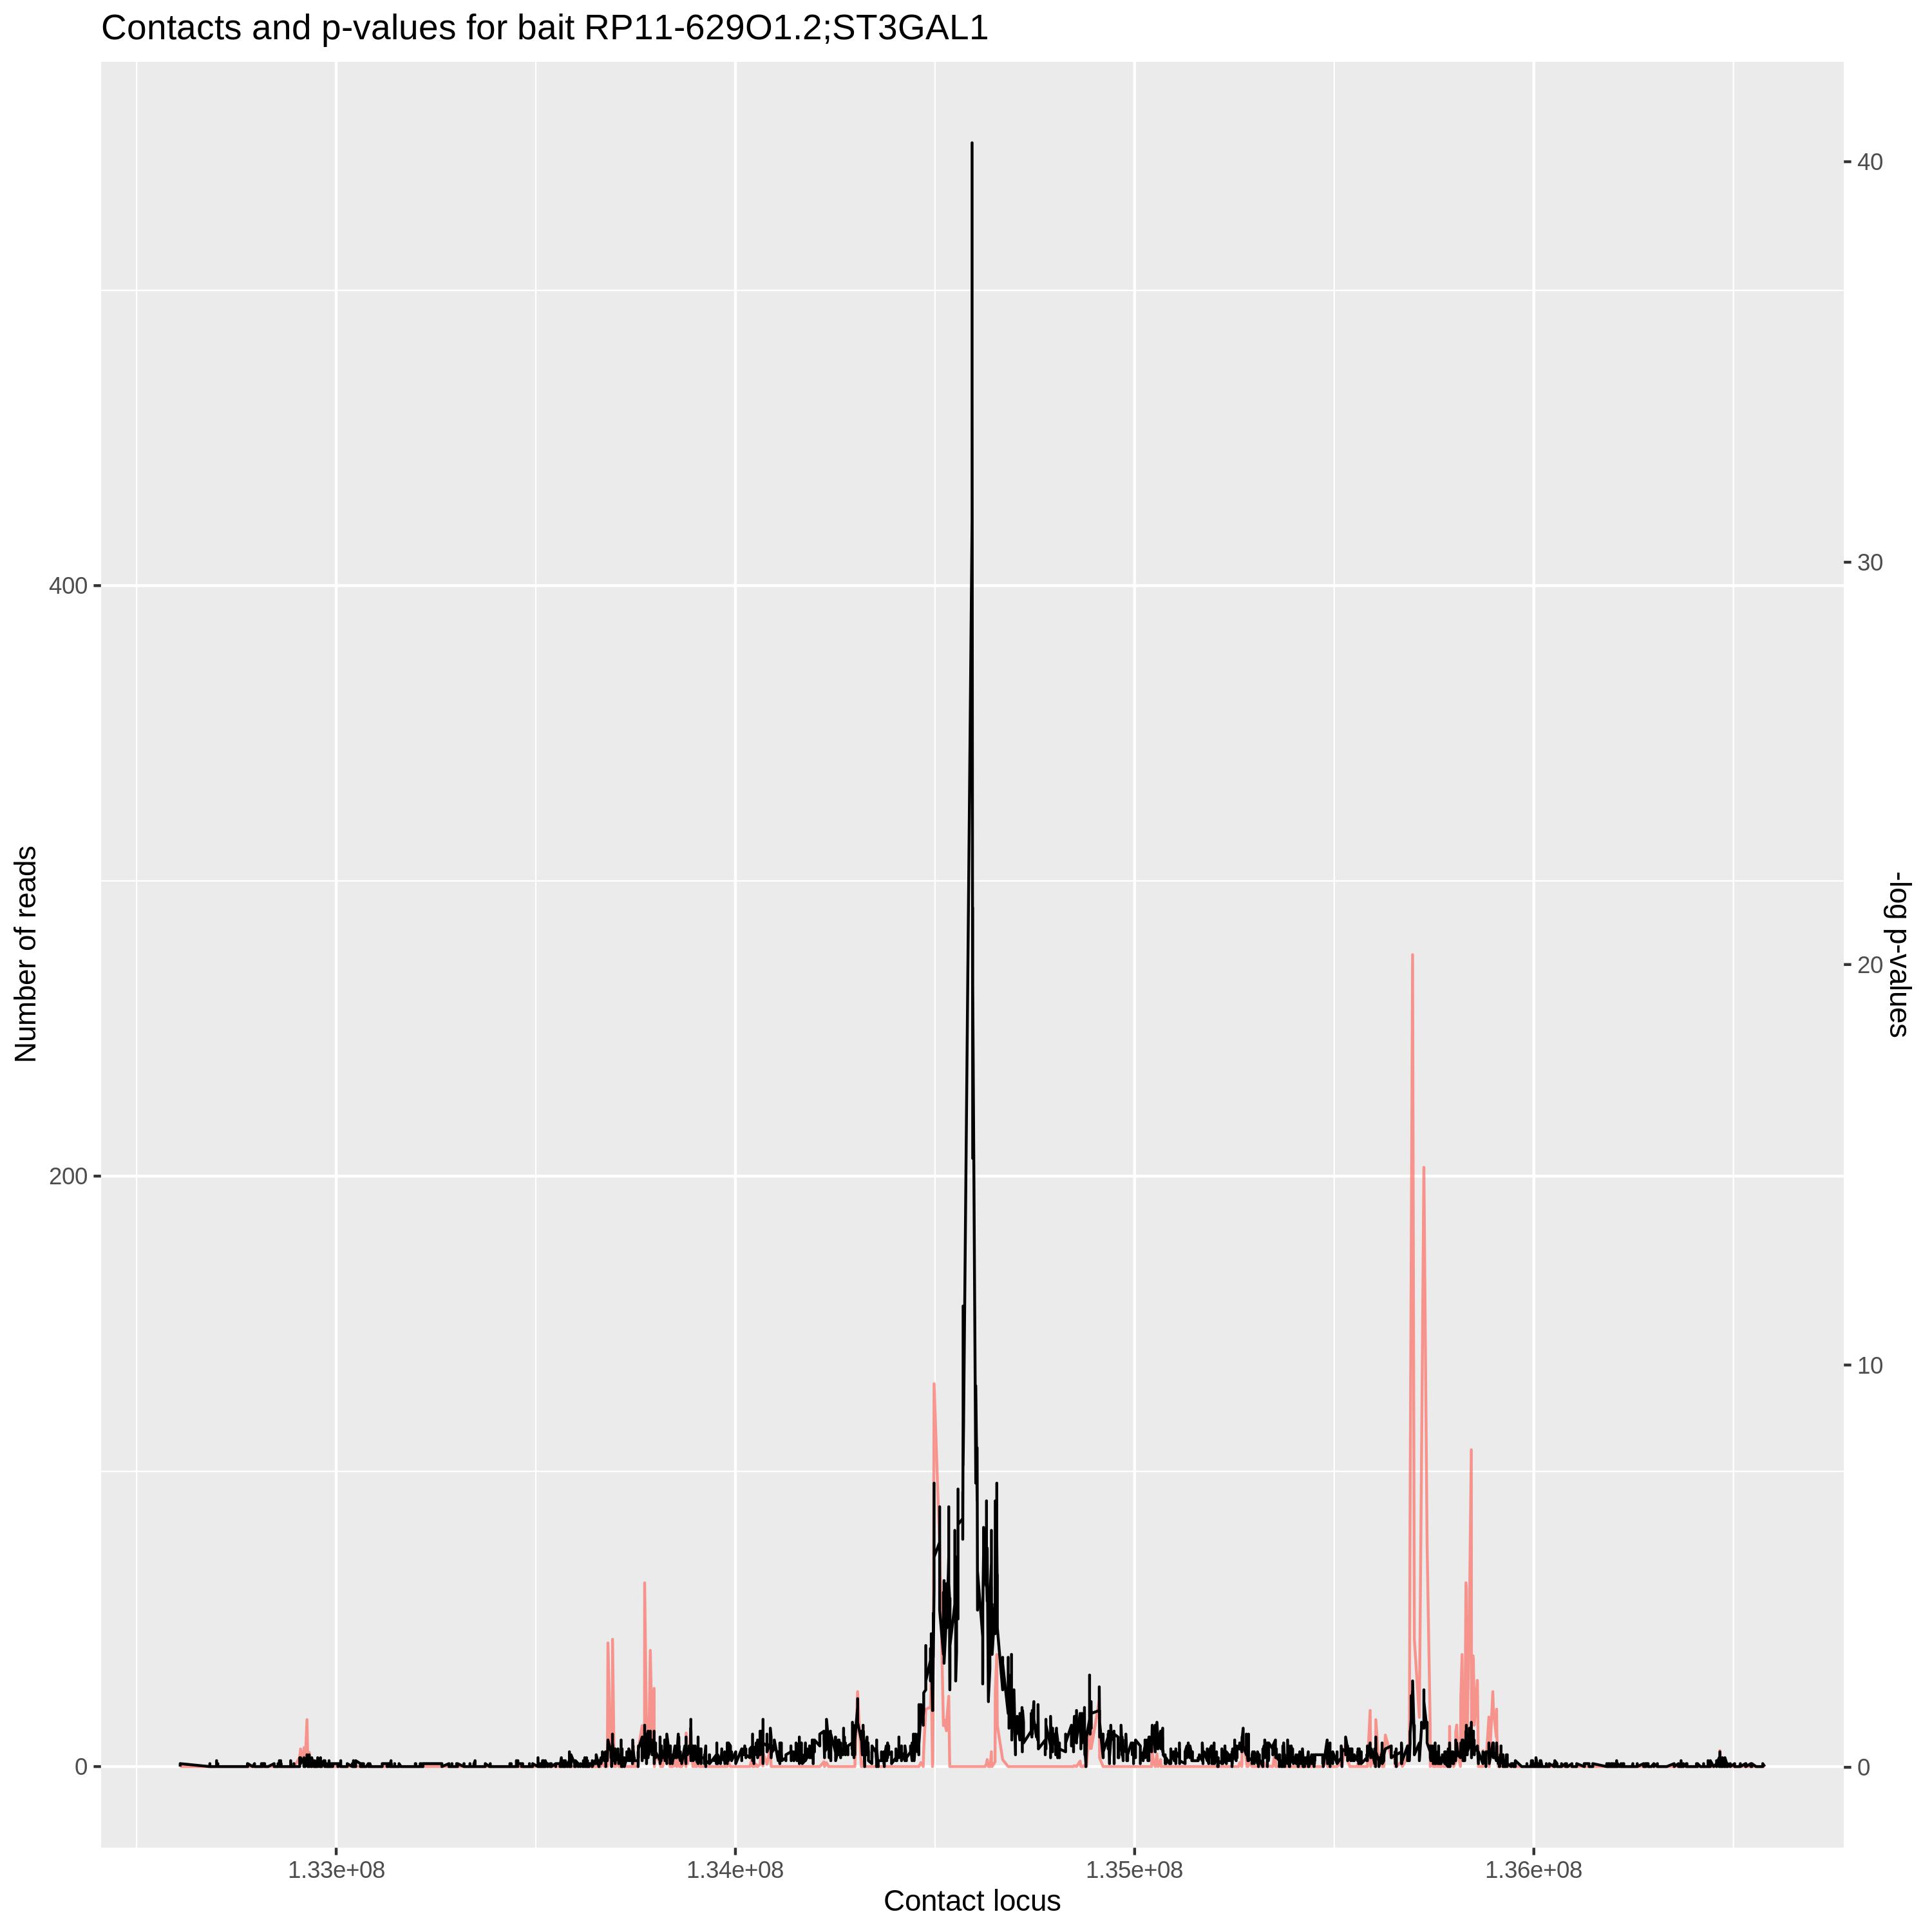 Contacts and p-values for bait RP11-629O1.2;ST3GAL1
Number of reads
400
200
0
40
30
20
10
0
-log p-values
1.33e+08 1.34e+08 1.35e+08 1.36e+08
Contact locus